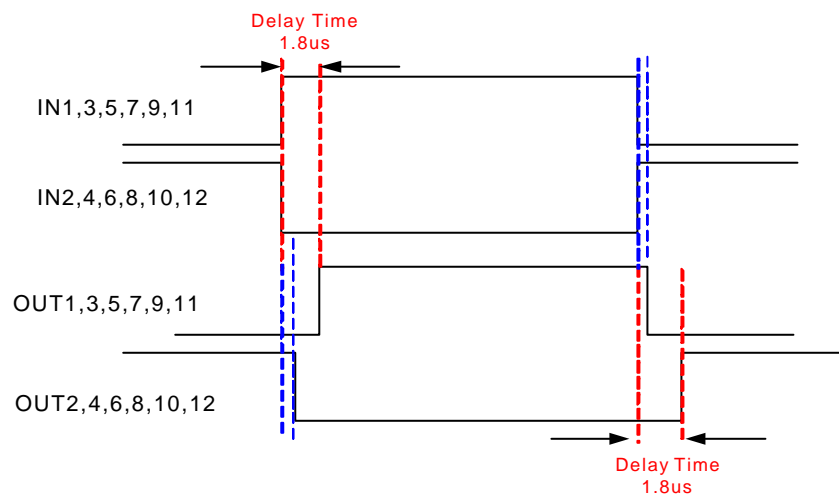 Delay Time
1.8us
IN1,3,5,7,9,11
IN2,4,6,8,10,12
OUT1,3,5,7,9,11
OUT2,4,6,8,10,12
Delay Time
1.8us